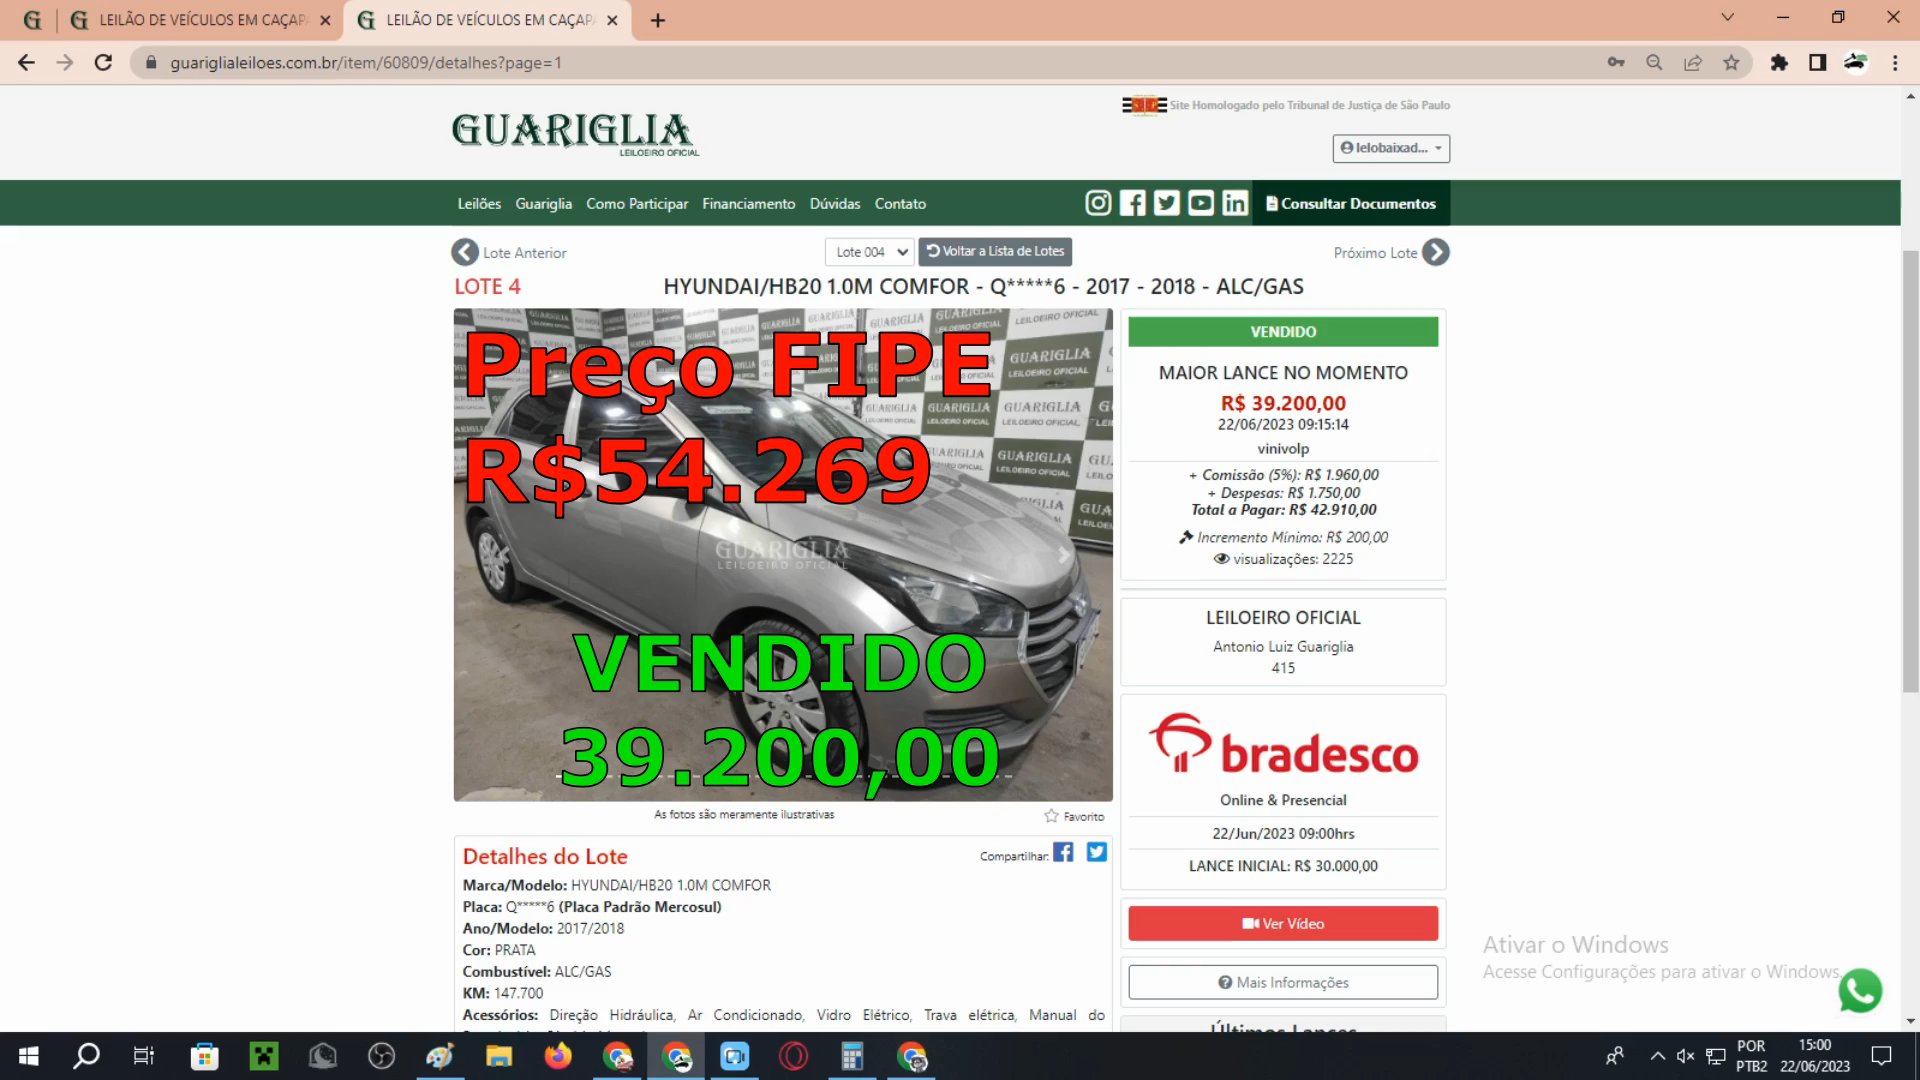 LEILÃO DE VEÍCULOS EM CAÇAP
LEILÃO DE VEÍCULOS EM CAÇAP
guariglialeiloes.com.br/item/60809/detalhes?page=1
GUARIGLIA
LEILOEIRO OFICIAL
Site Homologado pelo Tribunal de Justiça de São Paulo
lelobaixad...
Leilões Guariglia Como Participar Financiamento Dúvidas Contato
Consultar Documentos
Lote Anterior
Lote 004
Voltar a Lista de Lotes
Próximo Lote
LOTE 4
HYUNDAI/HB20 1.0M COMFOR - Q*****6 - 2017 - 2018 - ALC/GAS
Preço FIPE
R$54.269
GUARIGLIA
LEILOEIRO OFICIAL
VENDIDO
39.200,00
As fotos são meramente ilustrativas
Favorito
Detalhes do Lote
Compartilhar:
Marca/Modelo: HYUNDAI/HB20 1.0M COMFOR
Placa: Q*****6 (Placa Padrão Mercosul)
Ano/Modelo: 2017/2018
Cor: PRATA
Combustível: ALC/GAS
KM: 147.700
Acessórios: Direção Hidráulica, Ar Condicionado, Vidro Elétrico, Trava elétrica, Manual do
VENDIDO
MAIOR LANCE NO MOMENTO
R$ 39.200,00
22/06/2023 09:15:14
vinivolp
+ Comissão (5%): R$ 1.960,00
+ Despesas: R$ 1.750,00
Total a Pagar: R$ 42.910,00
Incremento Mínimo: R$ 200,00
visualizações: 2225
LEILOEIRO OFICIAL
Antonio Luiz Guariglia
415
bradesco
Online & Presencial
22/Jun/2023 09:00hrs
LANCE INICIAL: R$ 30.000,00
Ver Vídeo
Mais Informações
Últimos Lances
Ativar o Windows
Acesse Configurações para ativar o Windows.
POR
PTB2
15:00
22/06/2023